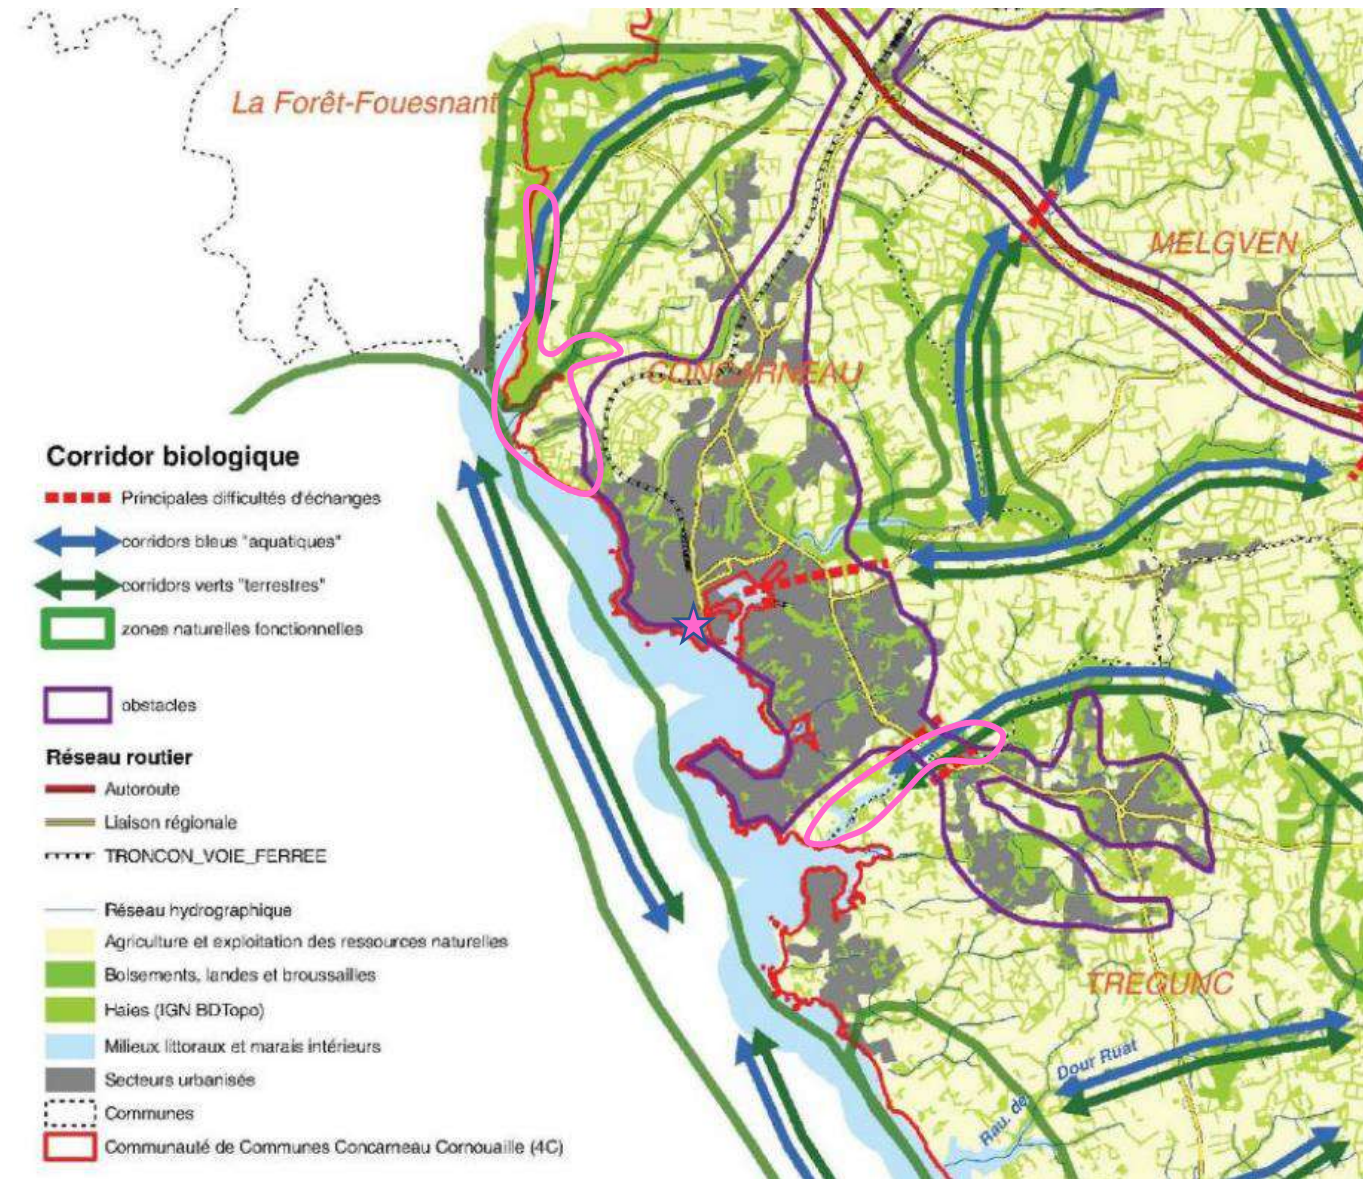 La Forêt-Fouesnant
MELGVEN
CONCARNEAU
Corridor biologique
Principales difficultés d'échanges
corridors bleus "aquatiques"
corridors verts "terrestres"
zones naturelles fonctionnelles
obstacles
Réseau routier
Autoroute
Liaison régionale
TRONCON_VOIE_FERREE
Réseau hydrographique
Agriculture et exploitation des ressources naturelles
Boisements, landes et broussailles
Haies (IGN BDTopo)
Milieux littoraux et marais intérieurs
Secteurs urbanisés
Communes
Communauté de Communes Concarneau Cornouaille (4C)
TREGUNC
Rau. de
Dour Ruat